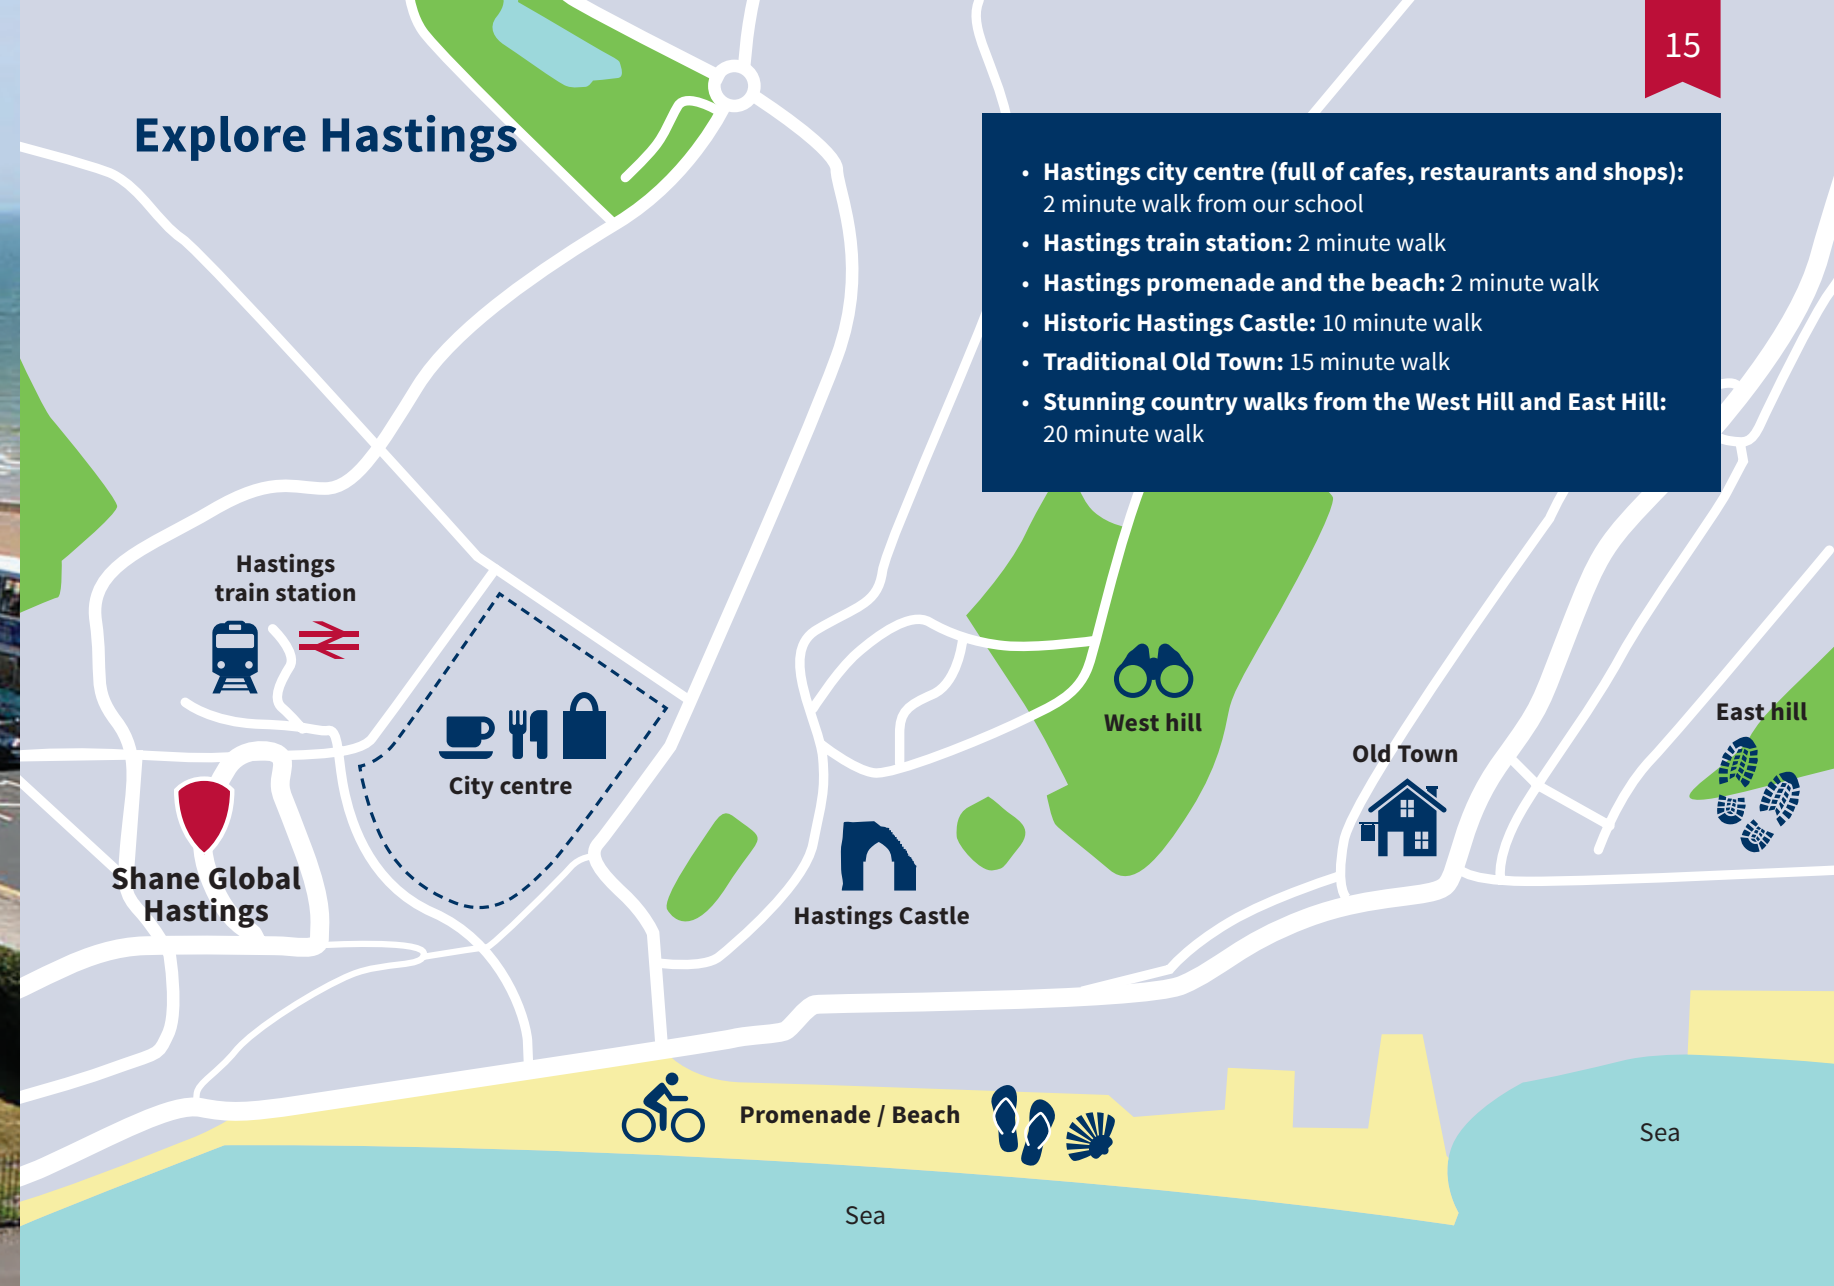 15
Explore Hastings
• Hastings city centre (full of cafes, restaurants and shops):
2 minute walk from our school
• Hastings train station: 2 minute walk
• Hastings promenade and the beach: 2 minute walk
• Historic Hastings Castle: 10 minute walk
• Traditional Old Town: 15 minute walk
• Stunning country walks from the West Hill and East Hill:
20 minute walk
Hastings
train station
City centre
West hill
East hill
Old Town
Shane Global
Hastings
Hastings Castle
Promenade / Beach
Sea
Sea